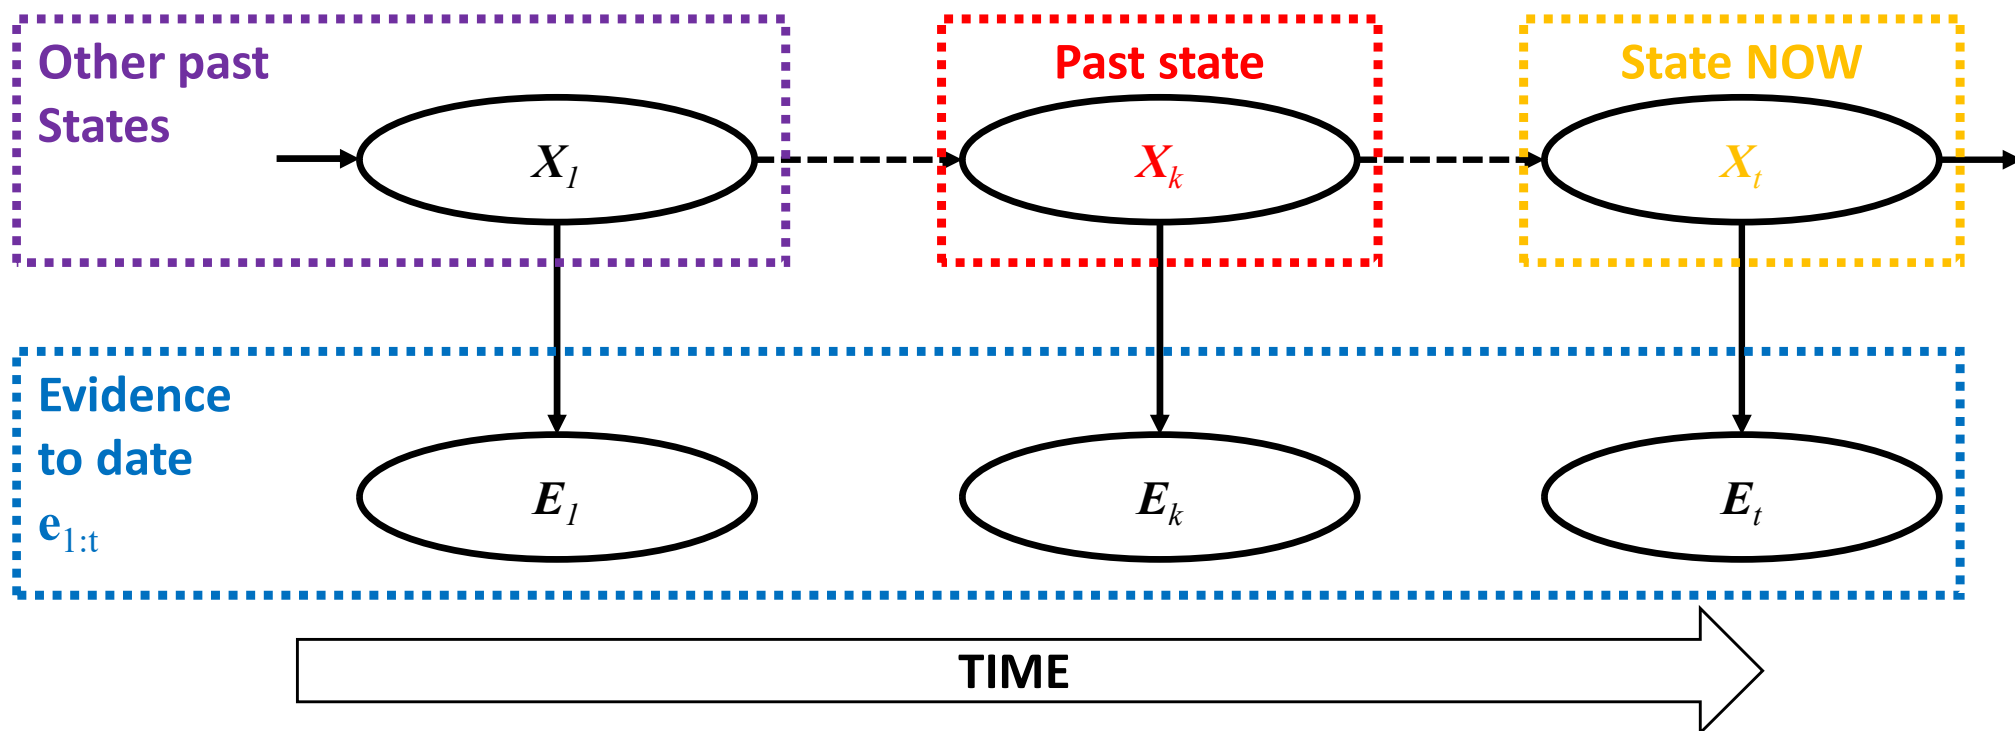 Other past
States
Past state
State NOW
X1
Xk
Xt
Evidence
to date
e1:t
E1
Ek
Et
TIME